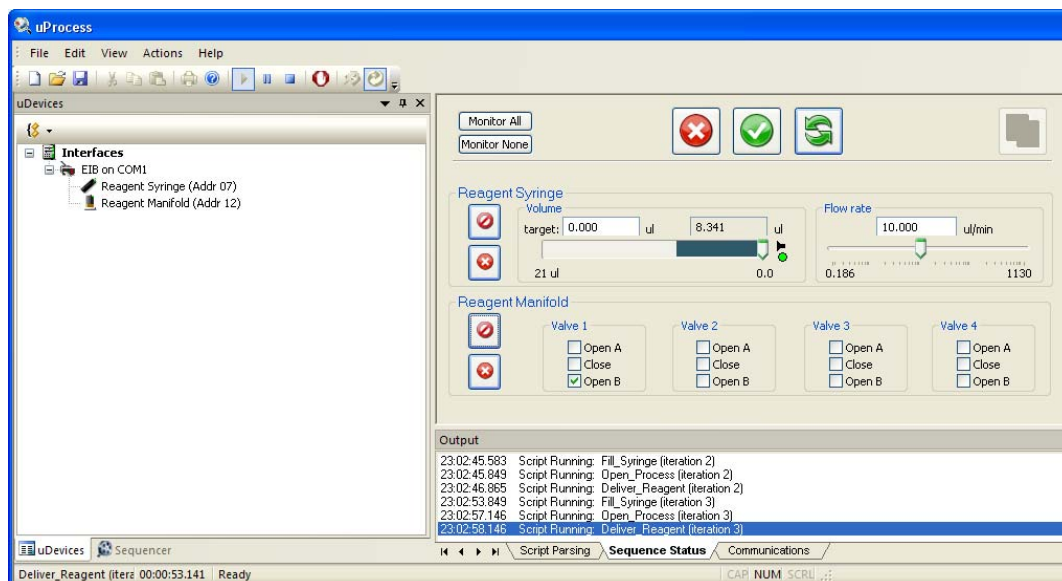 uProcess
File Edit View Actions Help
uDevices
Interfaces
EIB on COM1
Reagent Syringe (Addr 07)
Reagent Manifold (Addr 12)
uDevices Sequencer
Monitor All
Monitor None
Reagent Syringe
Volume
target: 0.000 ul 8.341 ul
21 ul 0.0
Flow rate
10.000 ul/min
0.186 1130
Reagent Manifold
Valve 1 Valve 2 Valve 3 Valve 4
Open A Open A Open A Open A
Close Close Close Close
Open B Open B Open B Open B
Output
23:02:45.583 Script Running: Fill_Syringe (iteration 2)
23:02:45.849 Script Running: Open_Process (iteration 2)
23:02:46.865 Script Running: Deliver_Reagent (iteration 2)
23:02:53.849 Script Running: Fill_Syringe (iteration 3)
23:02:57.146 Script Running: Open_Process (iteration 3)
23:02:58.146 Script Running: Deliver_Reagent (iteration 3)
Script Parsing Sequence Status Communications
Deliver_Reagent (itera 00:00:53.141 Ready CAP NUM SCRL